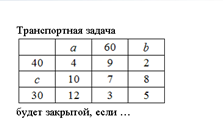 Транспортная задача
a 60 b
40 4 9 2
c 10 7 8
30 12 3 5
будет закрытой, если …